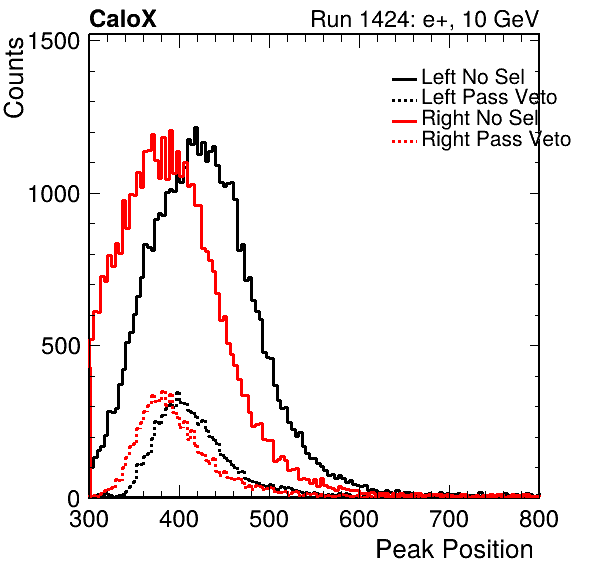 CaloX Run 1424: e+, 10 GeV
Counts
1500
1000
500
0
Left No Sel
Left Pass Veto
Right No Sel
Right Pass Veto
300 400 500 600 700 800
Peak Position